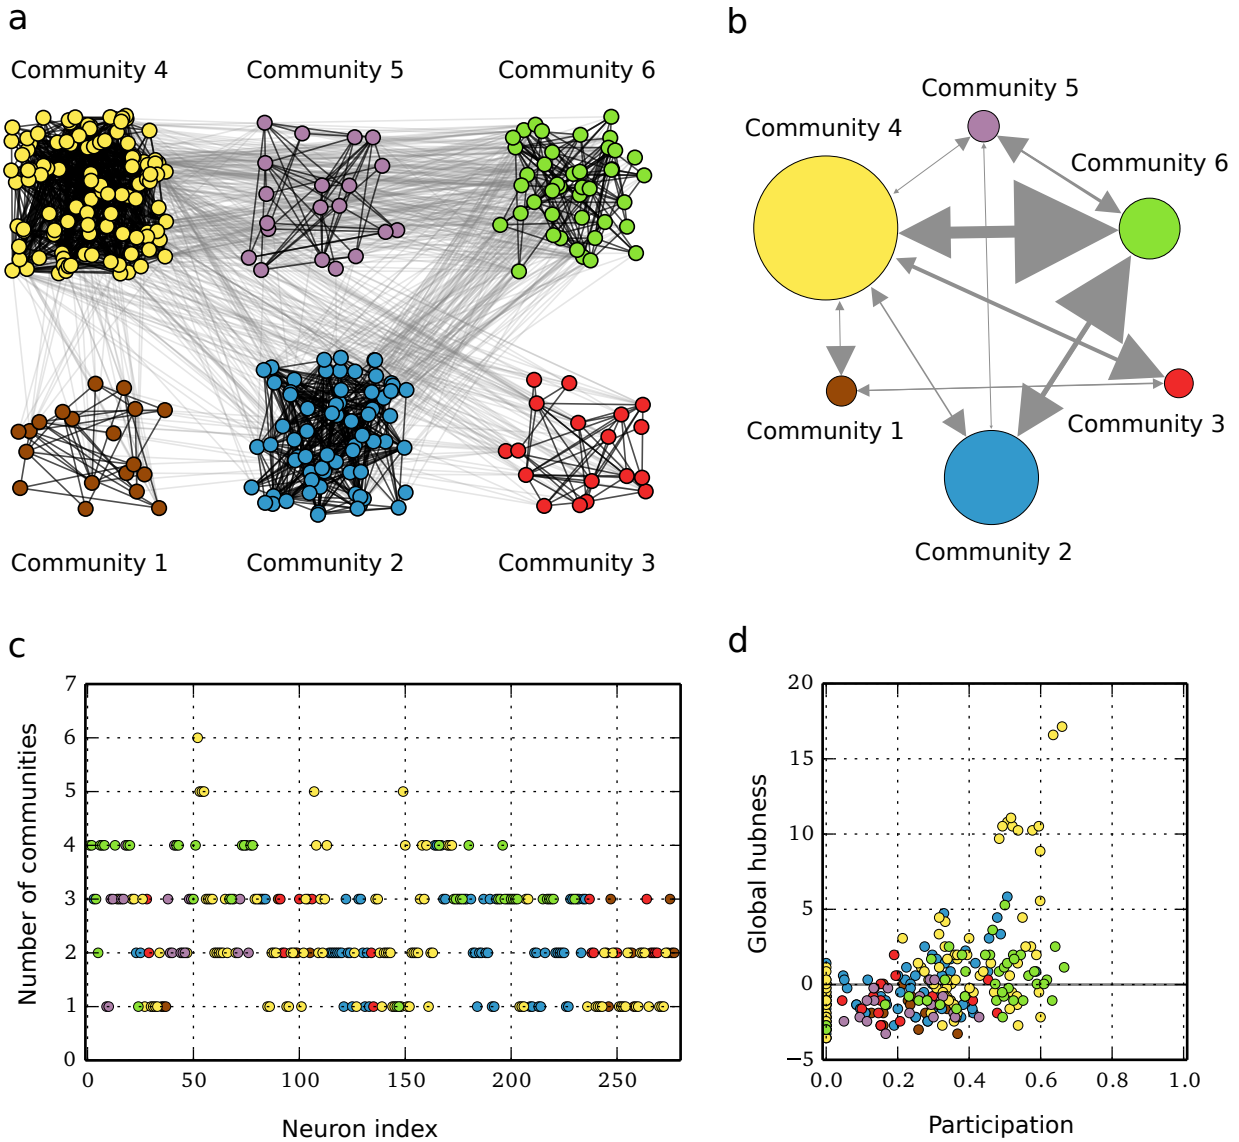 a
Community 4
Community 5
Community 6
Community 1
Community 2
Community 3
b
Community 5
Community 4
Community 6
Community 1
Community 3
Community 2
c
Number of communities
7
6
5
4
3
2
1
0
0
50
100
150
200
250
Neuron index
d
Global hubness
20
15
10
5
0
−5
0.0
0.2
0.4
0.6
0.8
1.0
Participation